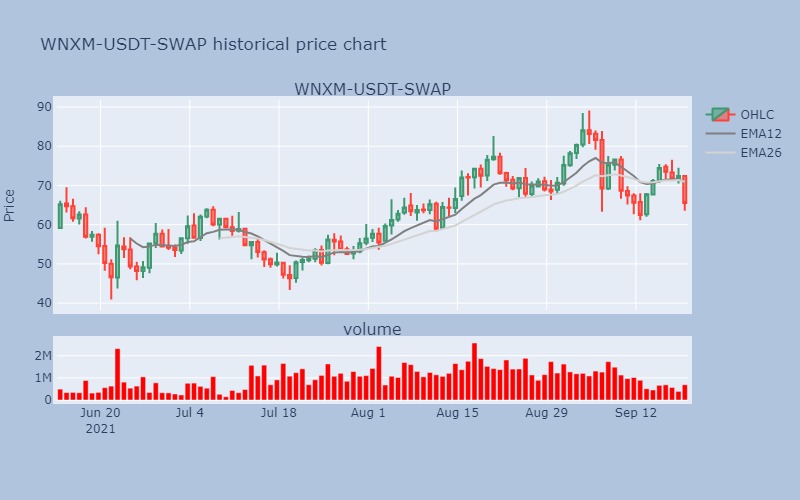 WNXM-USDT-SWAP historical price chart
WNXM-USDT-SWAP
90
80
70
60
50
40
Price
OHLC
EMA12
EMA26
volume
2M
1M
0
Jun 20
2021
Jul 4
Jul 18
Aug 1
Aug 15
Aug 29
Sep 12